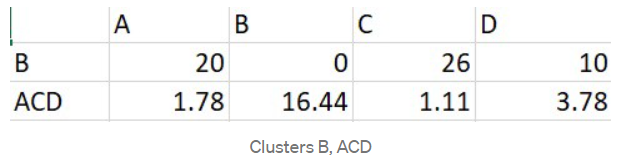 A B C D
B 20 0 26 10
ACD 1.78 16.44 1.11 3.78
Clusters B, ACD